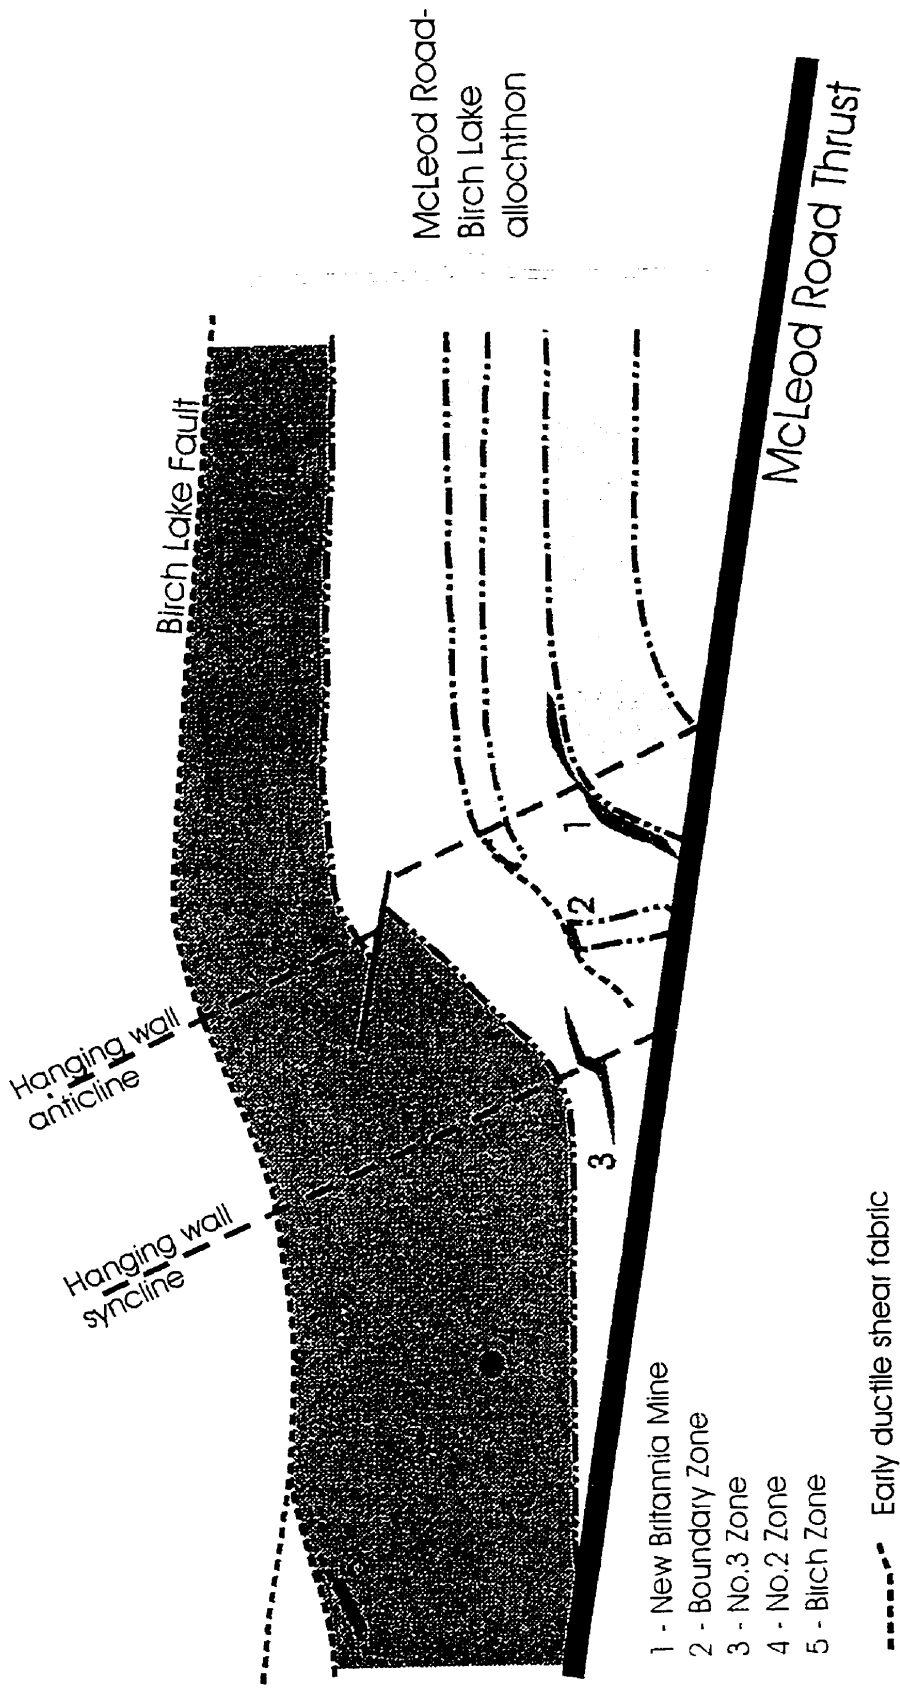 McLeod Road-
Birch Lake
allochthon
Birch Lake Fault
McLeod Road Thrust
Hanging wall
anticline
Hanging wall
syncline
1
2
3
1 - New Britannia Mine
2 - Boundary Zone
3 - No.3 Zone
4 - No.2 Zone
5 - Birch Zone
Early ductile shear fabric